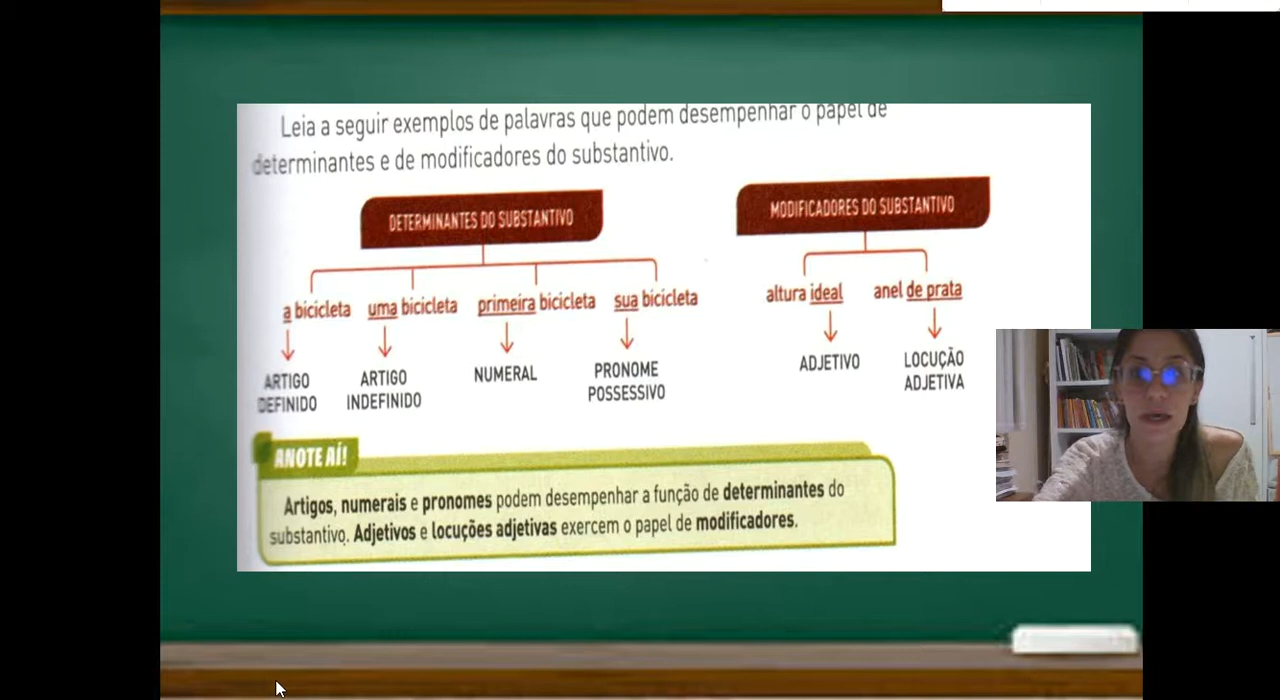 Leia a seguir exemplos de palavras que podem desempenhar o papel de
determinantes e de modificadores do substantivo.
DETERMINANTES DO SUBSTANTIVO
a bicicleta uma bicicleta primeira bicicleta sua bicicleta
ARTIGO DEFINIDO
ARTIGO INDEFINIDO
NUMERAL
PRONOME POSSESSIVO
MODIFICADORES DO SUBSTANTIVO
altura ideal anel de prata
ADJETIVO
LOCUÇÃO ADJETIVA
ANOTE AÍ!
Artigos, numerais e pronomes podem desempenhar a função de determinantes do
substantivo. Adjetivos e locuções adjetivas exercem o papel de modificadores.